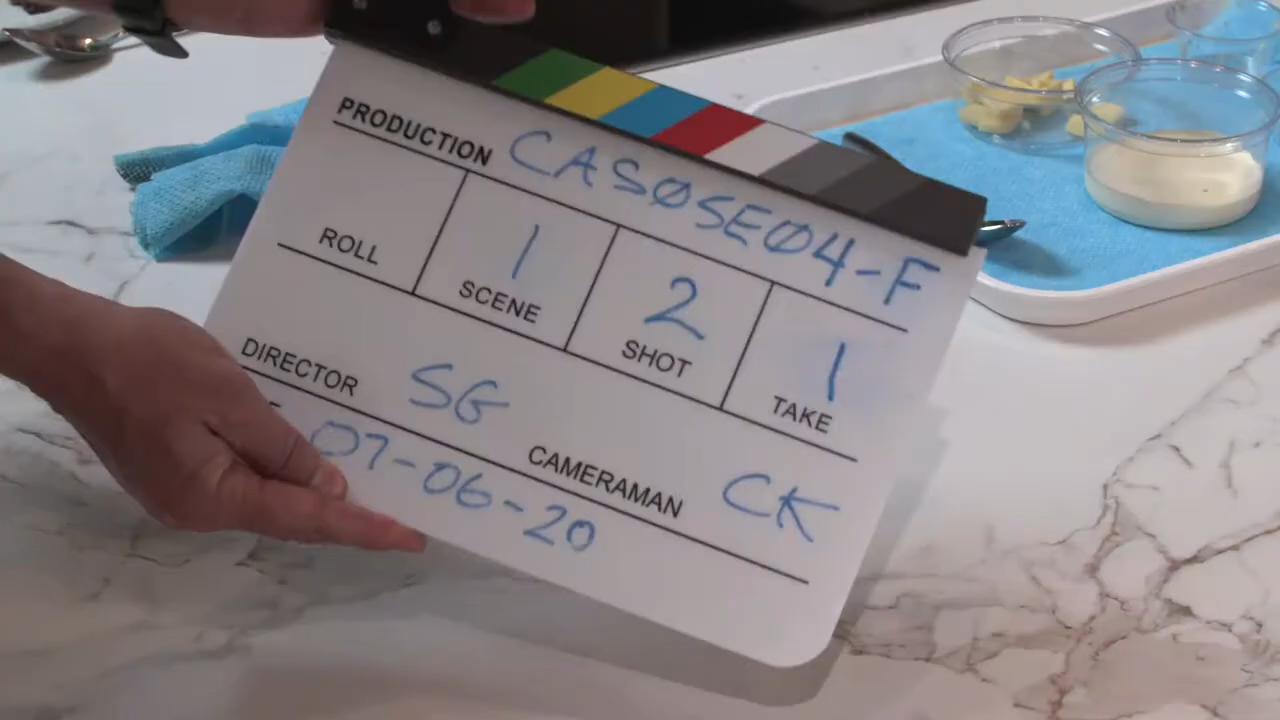 PRODUCTION CASØSEØ4-F
ROLL
1 SCENE
2 SHOT
1 TAKE
DIRECTOR SG
CAMERAMAN CK
07-06-20